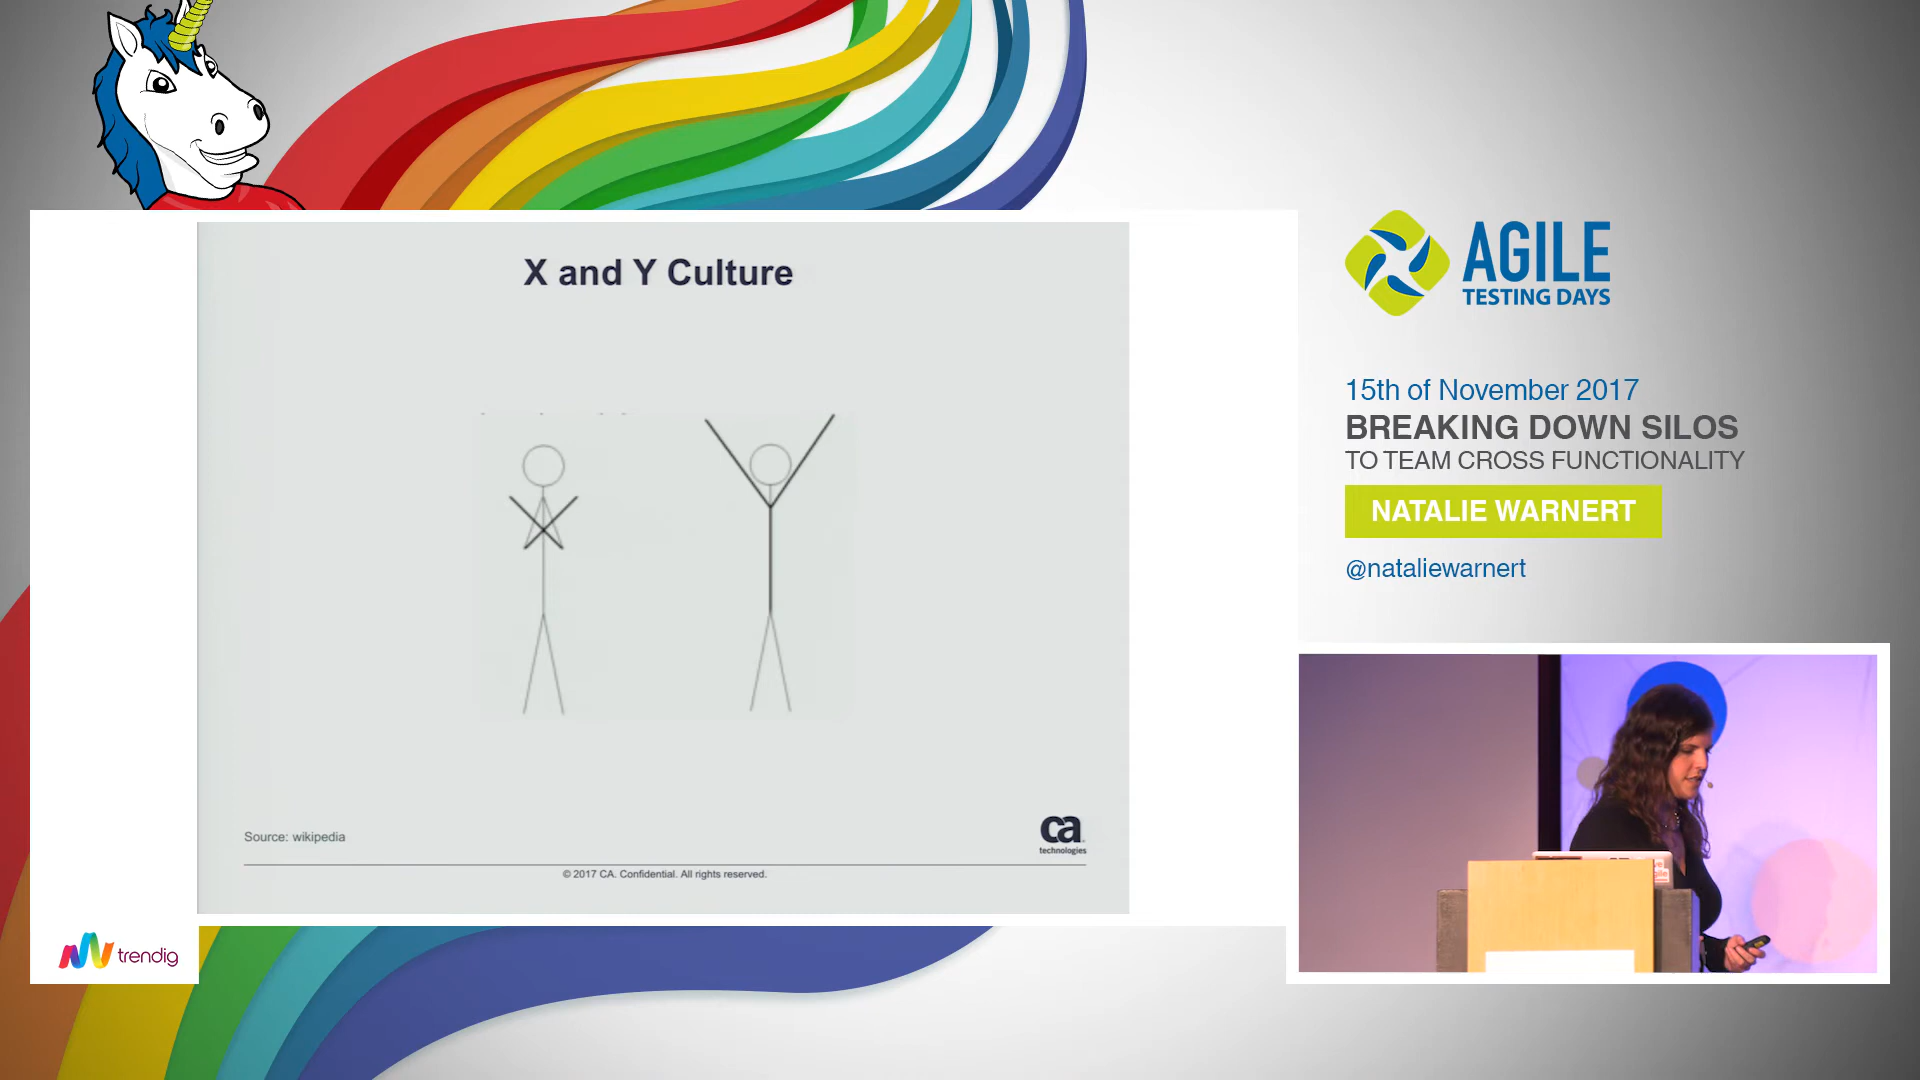 X and Y Culture
Source: wikipedia
ca
technologies
© 2017 CA. Confidential. All rights reserved.
trendig
AGILE
TESTING DAYS
15th of November 2017
BREAKING DOWN SILOS
TO TEAM CROSS FUNCTIONALITY
NATALIE WARNERT
@nataliewarnert